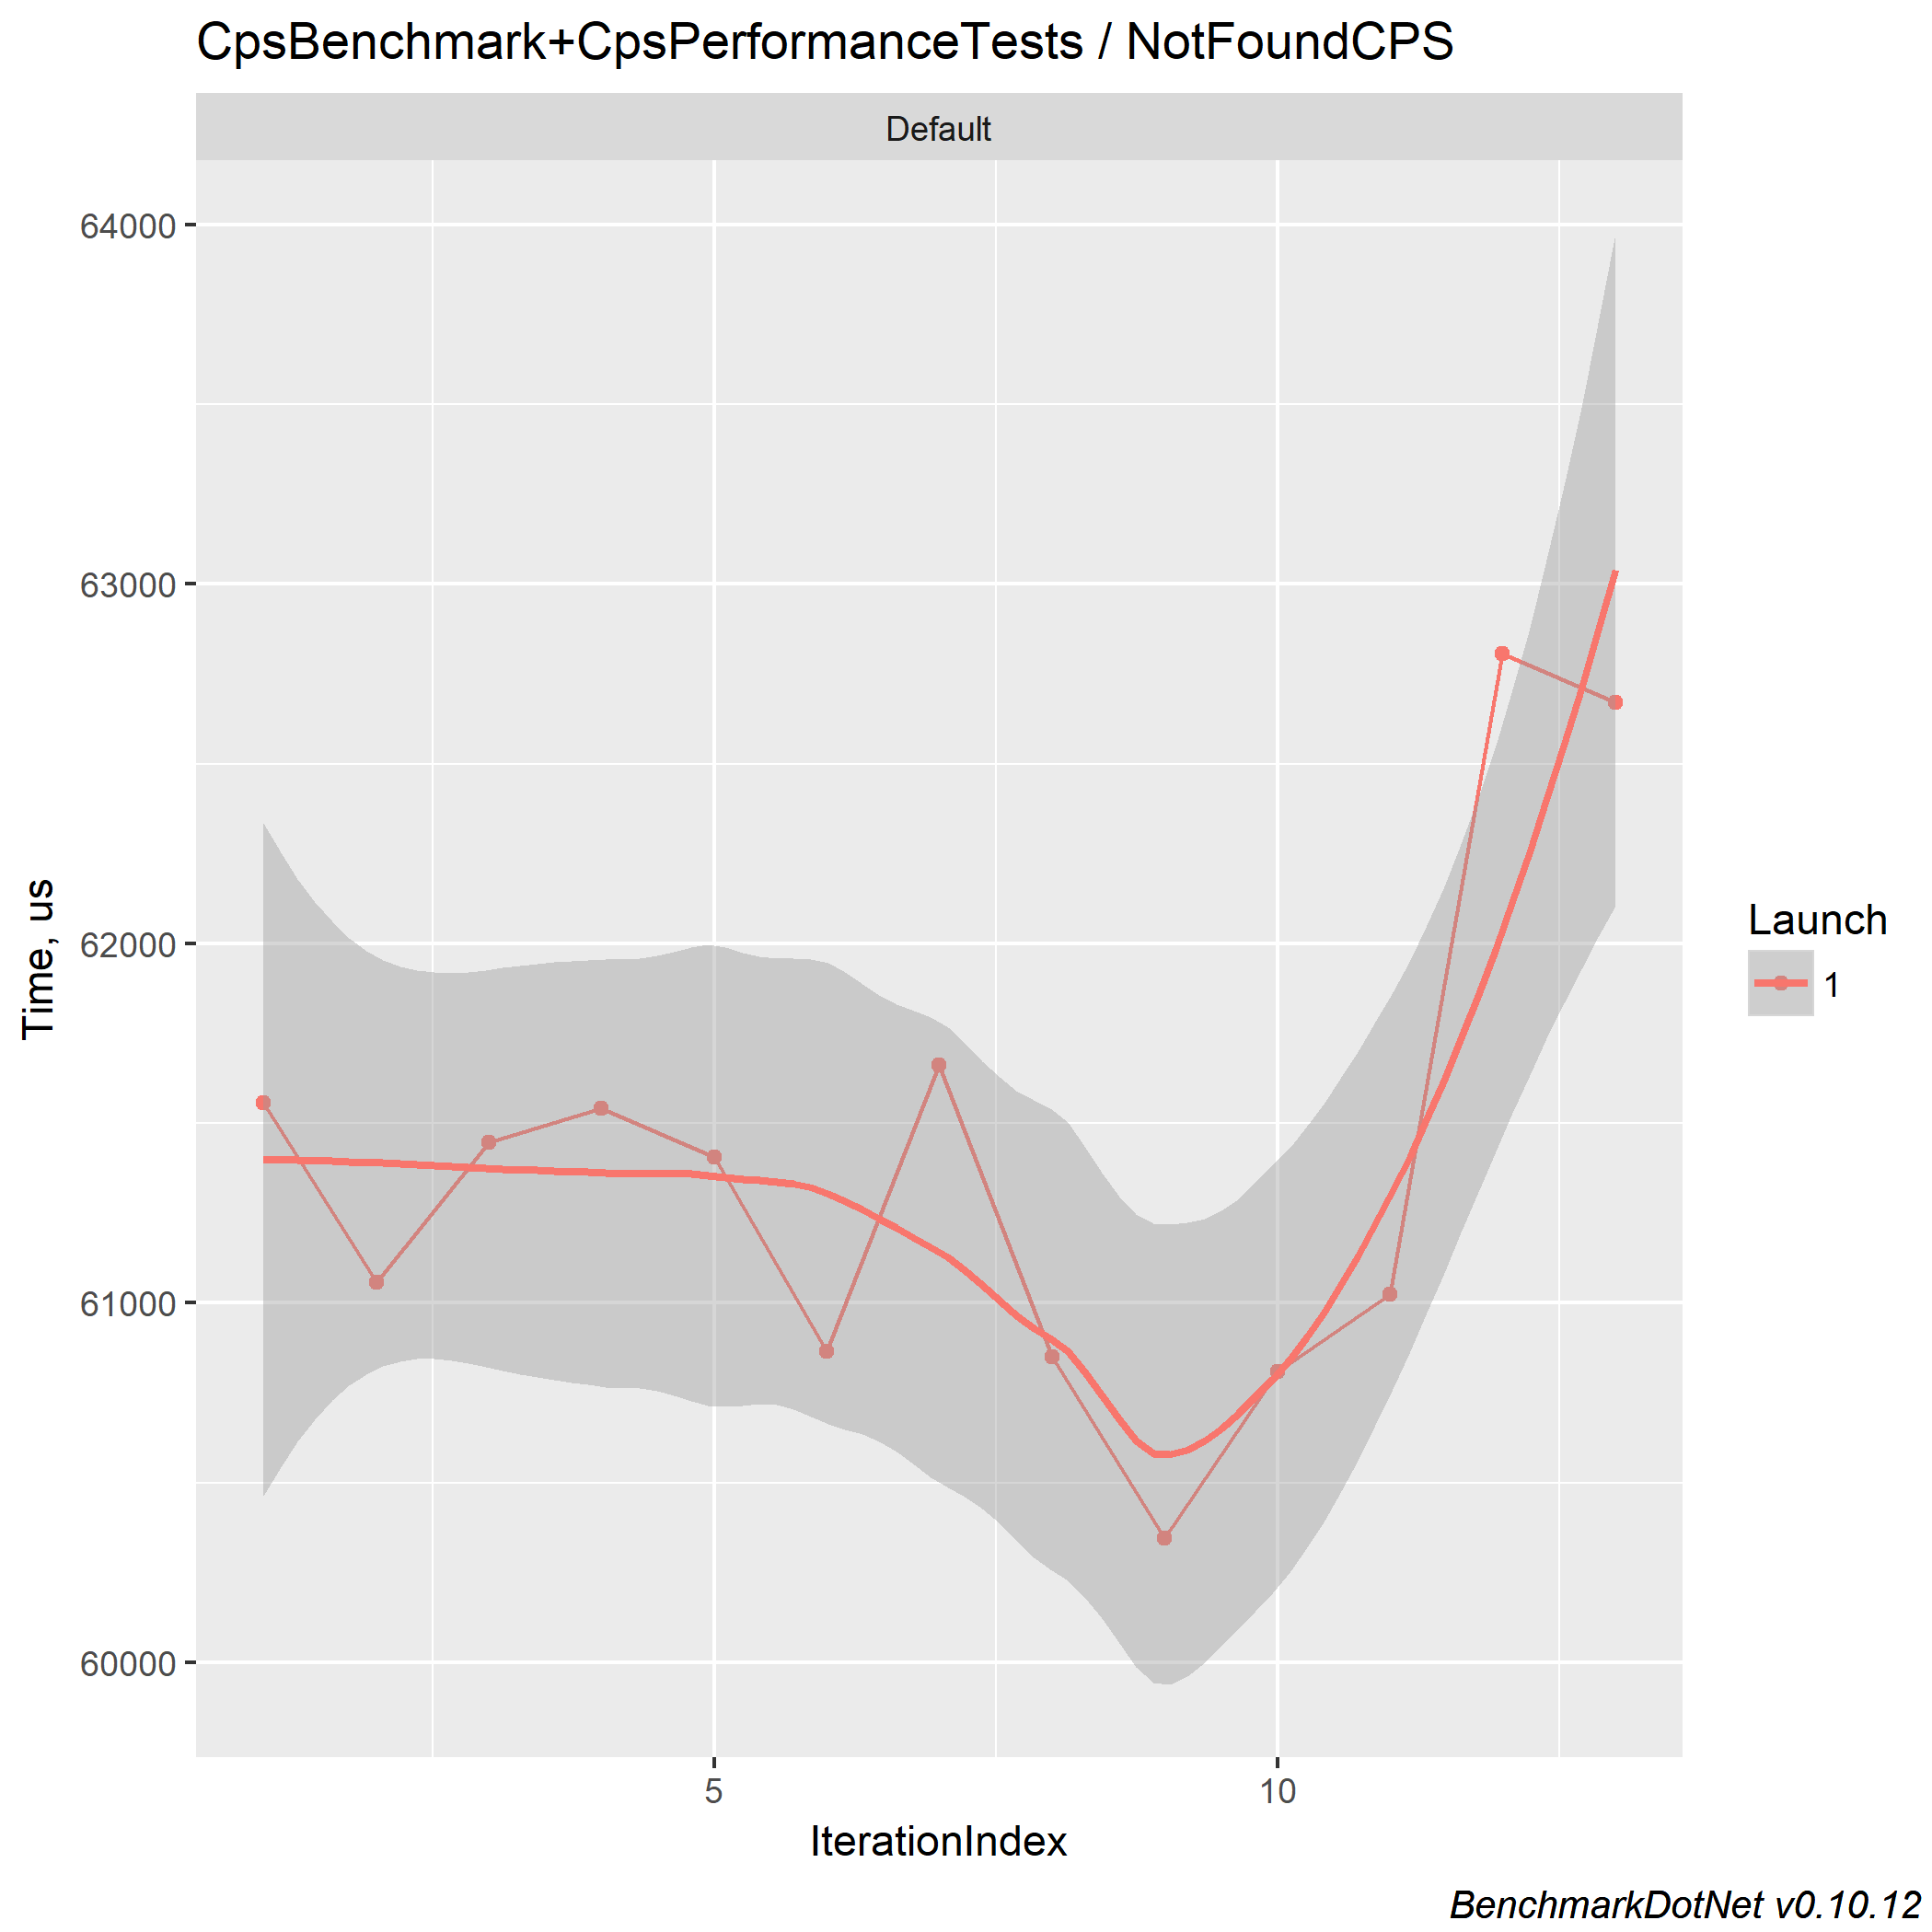 CpsBenchmark+CpsPerformanceTests / NotFoundCPS
Default
64000
63000
62000
61000
60000
Time, us
5
10
IterationIndex
Launch
1
BenchmarkDotNet v0.10.12